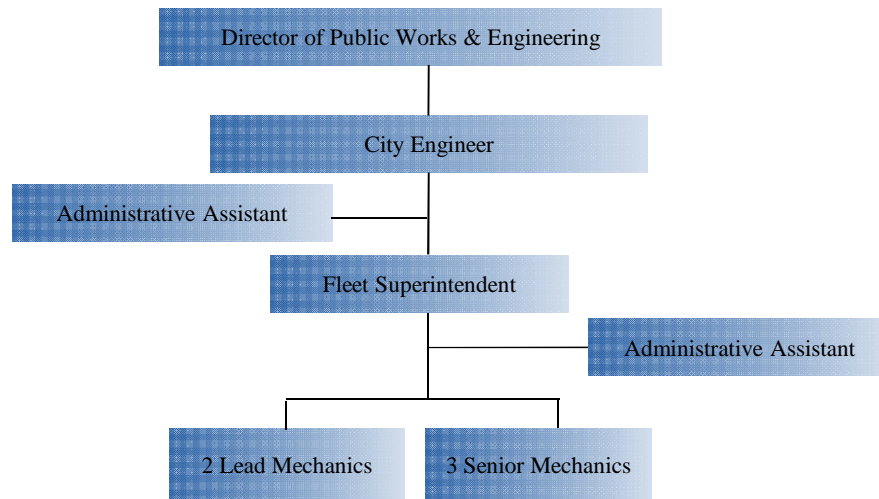 Director of Public Works & Engineering
City Engineer
Administrative Assistant
Fleet Superintendent
Administrative Assistant
2 Lead Mechanics
3 Senior Mechanics